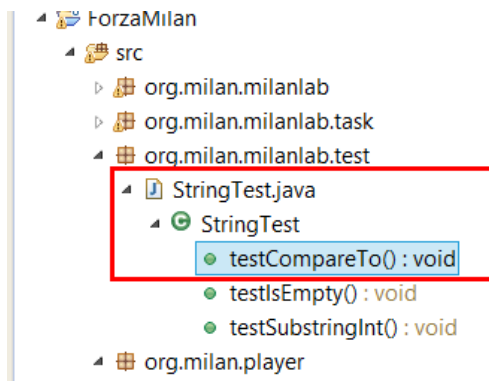 ForzaMilan
src
org.milan.milanlab
org.milan.milanlab.task
org.milan.milanlab.test
J StringTest.java
C StringTest
testCompareTo() : void
testIsEmpty() : void
testSubstringInt() : void
org.milan.player